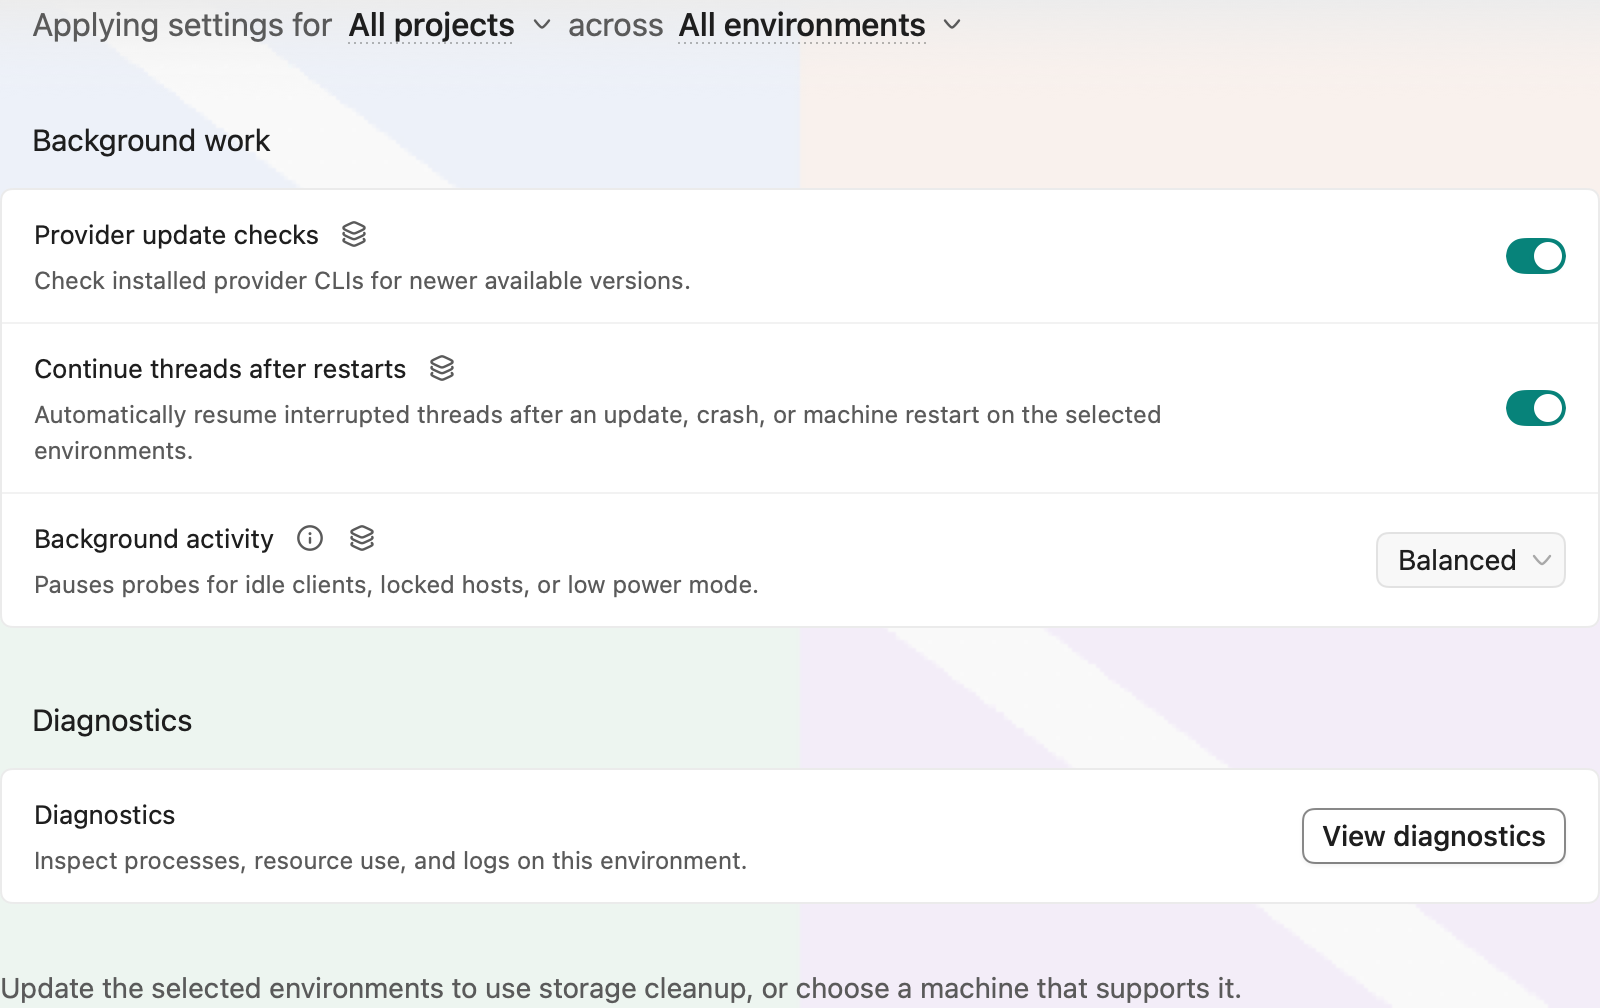 Applying settings for All projects across All environments
Background work
Provider update checks
Check installed provider CLIs for newer available versions.
Continue threads after restarts
Automatically resume interrupted threads after an update, crash, or machine restart on the selected
environments.
Background activity
Balanced
Pauses probes for idle clients, locked hosts, or low power mode.
Diagnostics
Diagnostics
View diagnostics
Inspect processes, resource use, and logs on this environment.
Update the selected environments to use storage cleanup, or choose a machine that supports it.